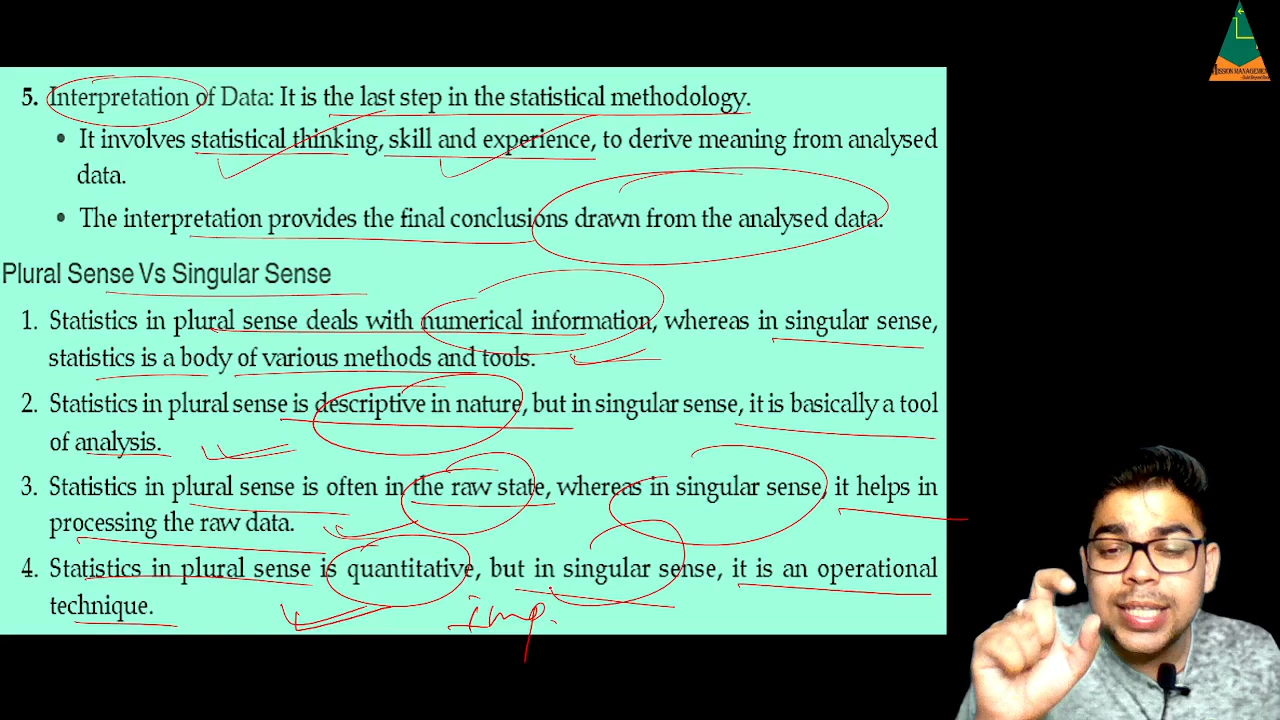 MISSION MANAGEMENT
5. Interpretation of Data: It is the last step in the statistical methodology.
• It involves statistical thinking, skill and experience, to derive meaning from analysed
data.
• The interpretation provides the final conclusions drawn from the analysed data.
Plural Sense Vs Singular Sense
1. Statistics in plural sense deals with numerical information, whereas in singular sense,
statistics is a body of various methods and tools.
2. Statistics in plural sense is descriptive in nature, but in singular sense, it is basically a tool
of analysis.
3. Statistics in plural sense is often in the raw state, whereas in singular sense, it helps in
processing the raw data.
4. Statistics in plural sense is quantitative, but in singular sense, it is an operational
technique.
imp.